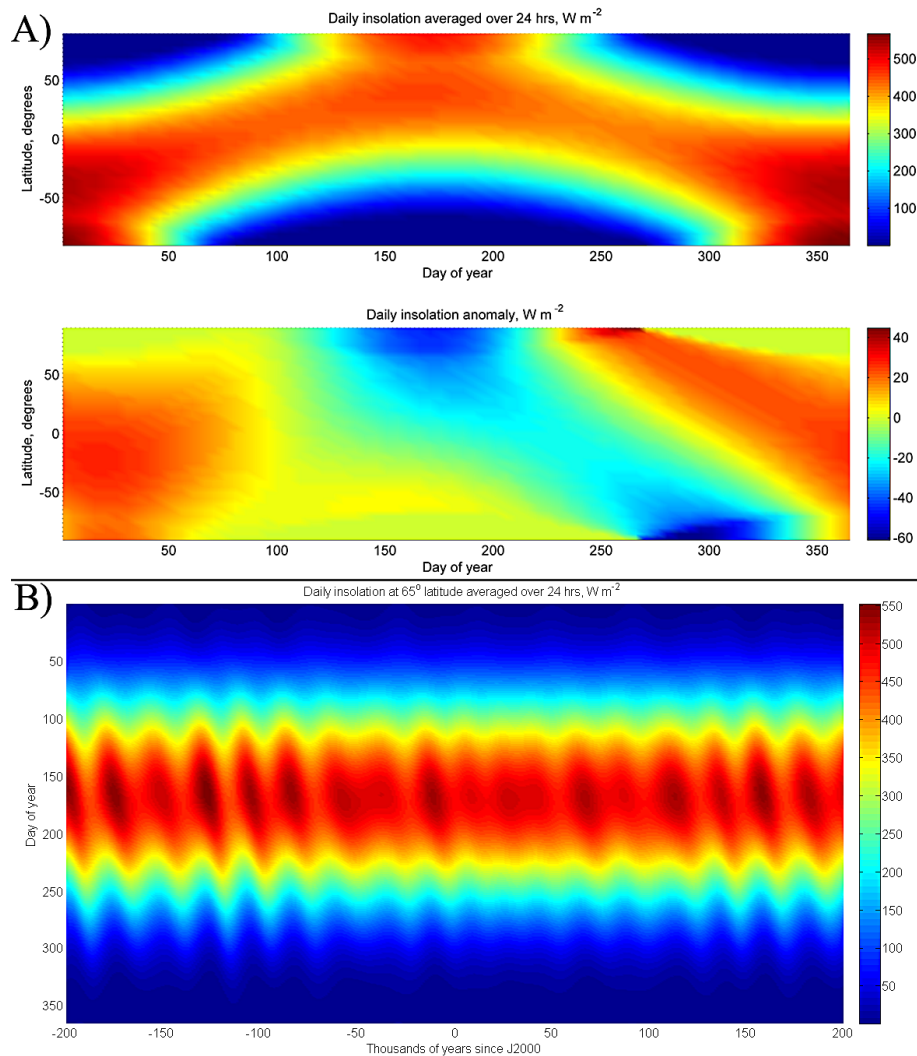 A)
Daily insolation averaged over 24 hrs, W m⁻²
Latitude, degrees
50
0
-50
50 100 150 200 250 300 350
Day of year
500
400
300
200
100
Daily insolation anomaly, W m⁻²
Latitude, degrees
50
0
-50
50 100 150 200 250 300 350
Day of year
40
20
0
-20
-40
-60
B)
Daily insolation at 65° latitude averaged over 24 hrs, W m⁻²
Day of year
50
100
150
200
250
300
350
-200 -150 -100 -50 0 50 100 150 200
Thousands of years since J2000
550
500
450
400
350
300
250
200
150
100
50